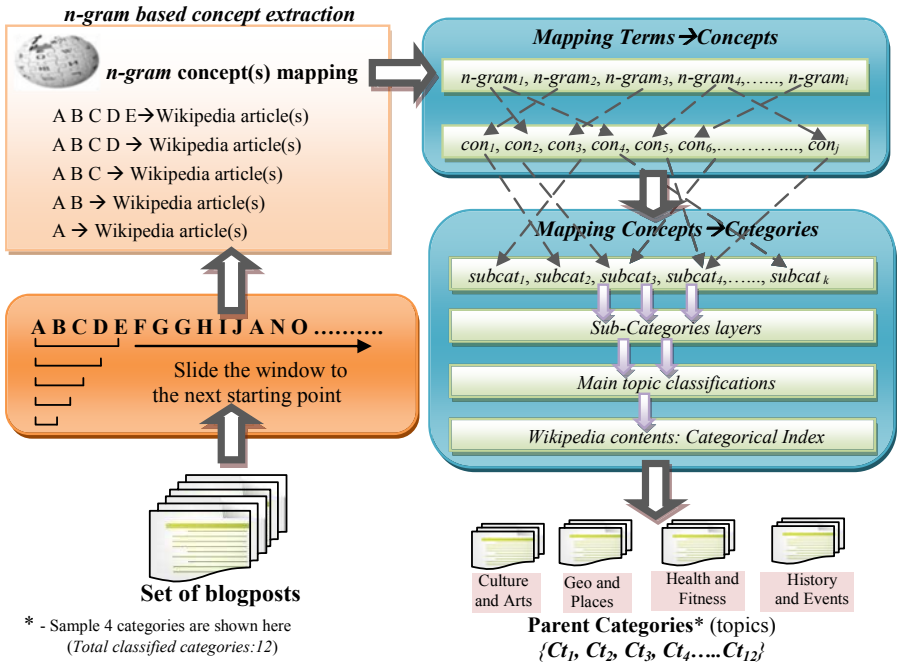 n-gram based concept extraction
n-gram concept(s) mapping
A B C D E→Wikipedia article(s)
A B C D → Wikipedia article(s)
A B C → Wikipedia article(s)
A B → Wikipedia article(s)
A → Wikipedia article(s)
A B C D E F G G H I J A N O ……….
Slide the window to
the next starting point
Set of blogposts
* - Sample 4 categories are shown here
(Total classified categories:12)
Mapping Terms→Concepts
n-gram1, n-gram2, n-gram3, n-gram4,……, n-grami
con1, con2, con3, con4, con5, con6,…………..., conj
Mapping Concepts→Categories
subcat1, subcat2, subcat3, subcat4,……, subcat k
Sub-Categories layers
Main topic classifications
Wikipedia contents: Categorical Index
Culture
and Arts
Geo and
Places
Health and
Fitness
History
and Events
Parent Categories* (topics)
{Ct1, Ct2, Ct3, Ct4…..Ct12}